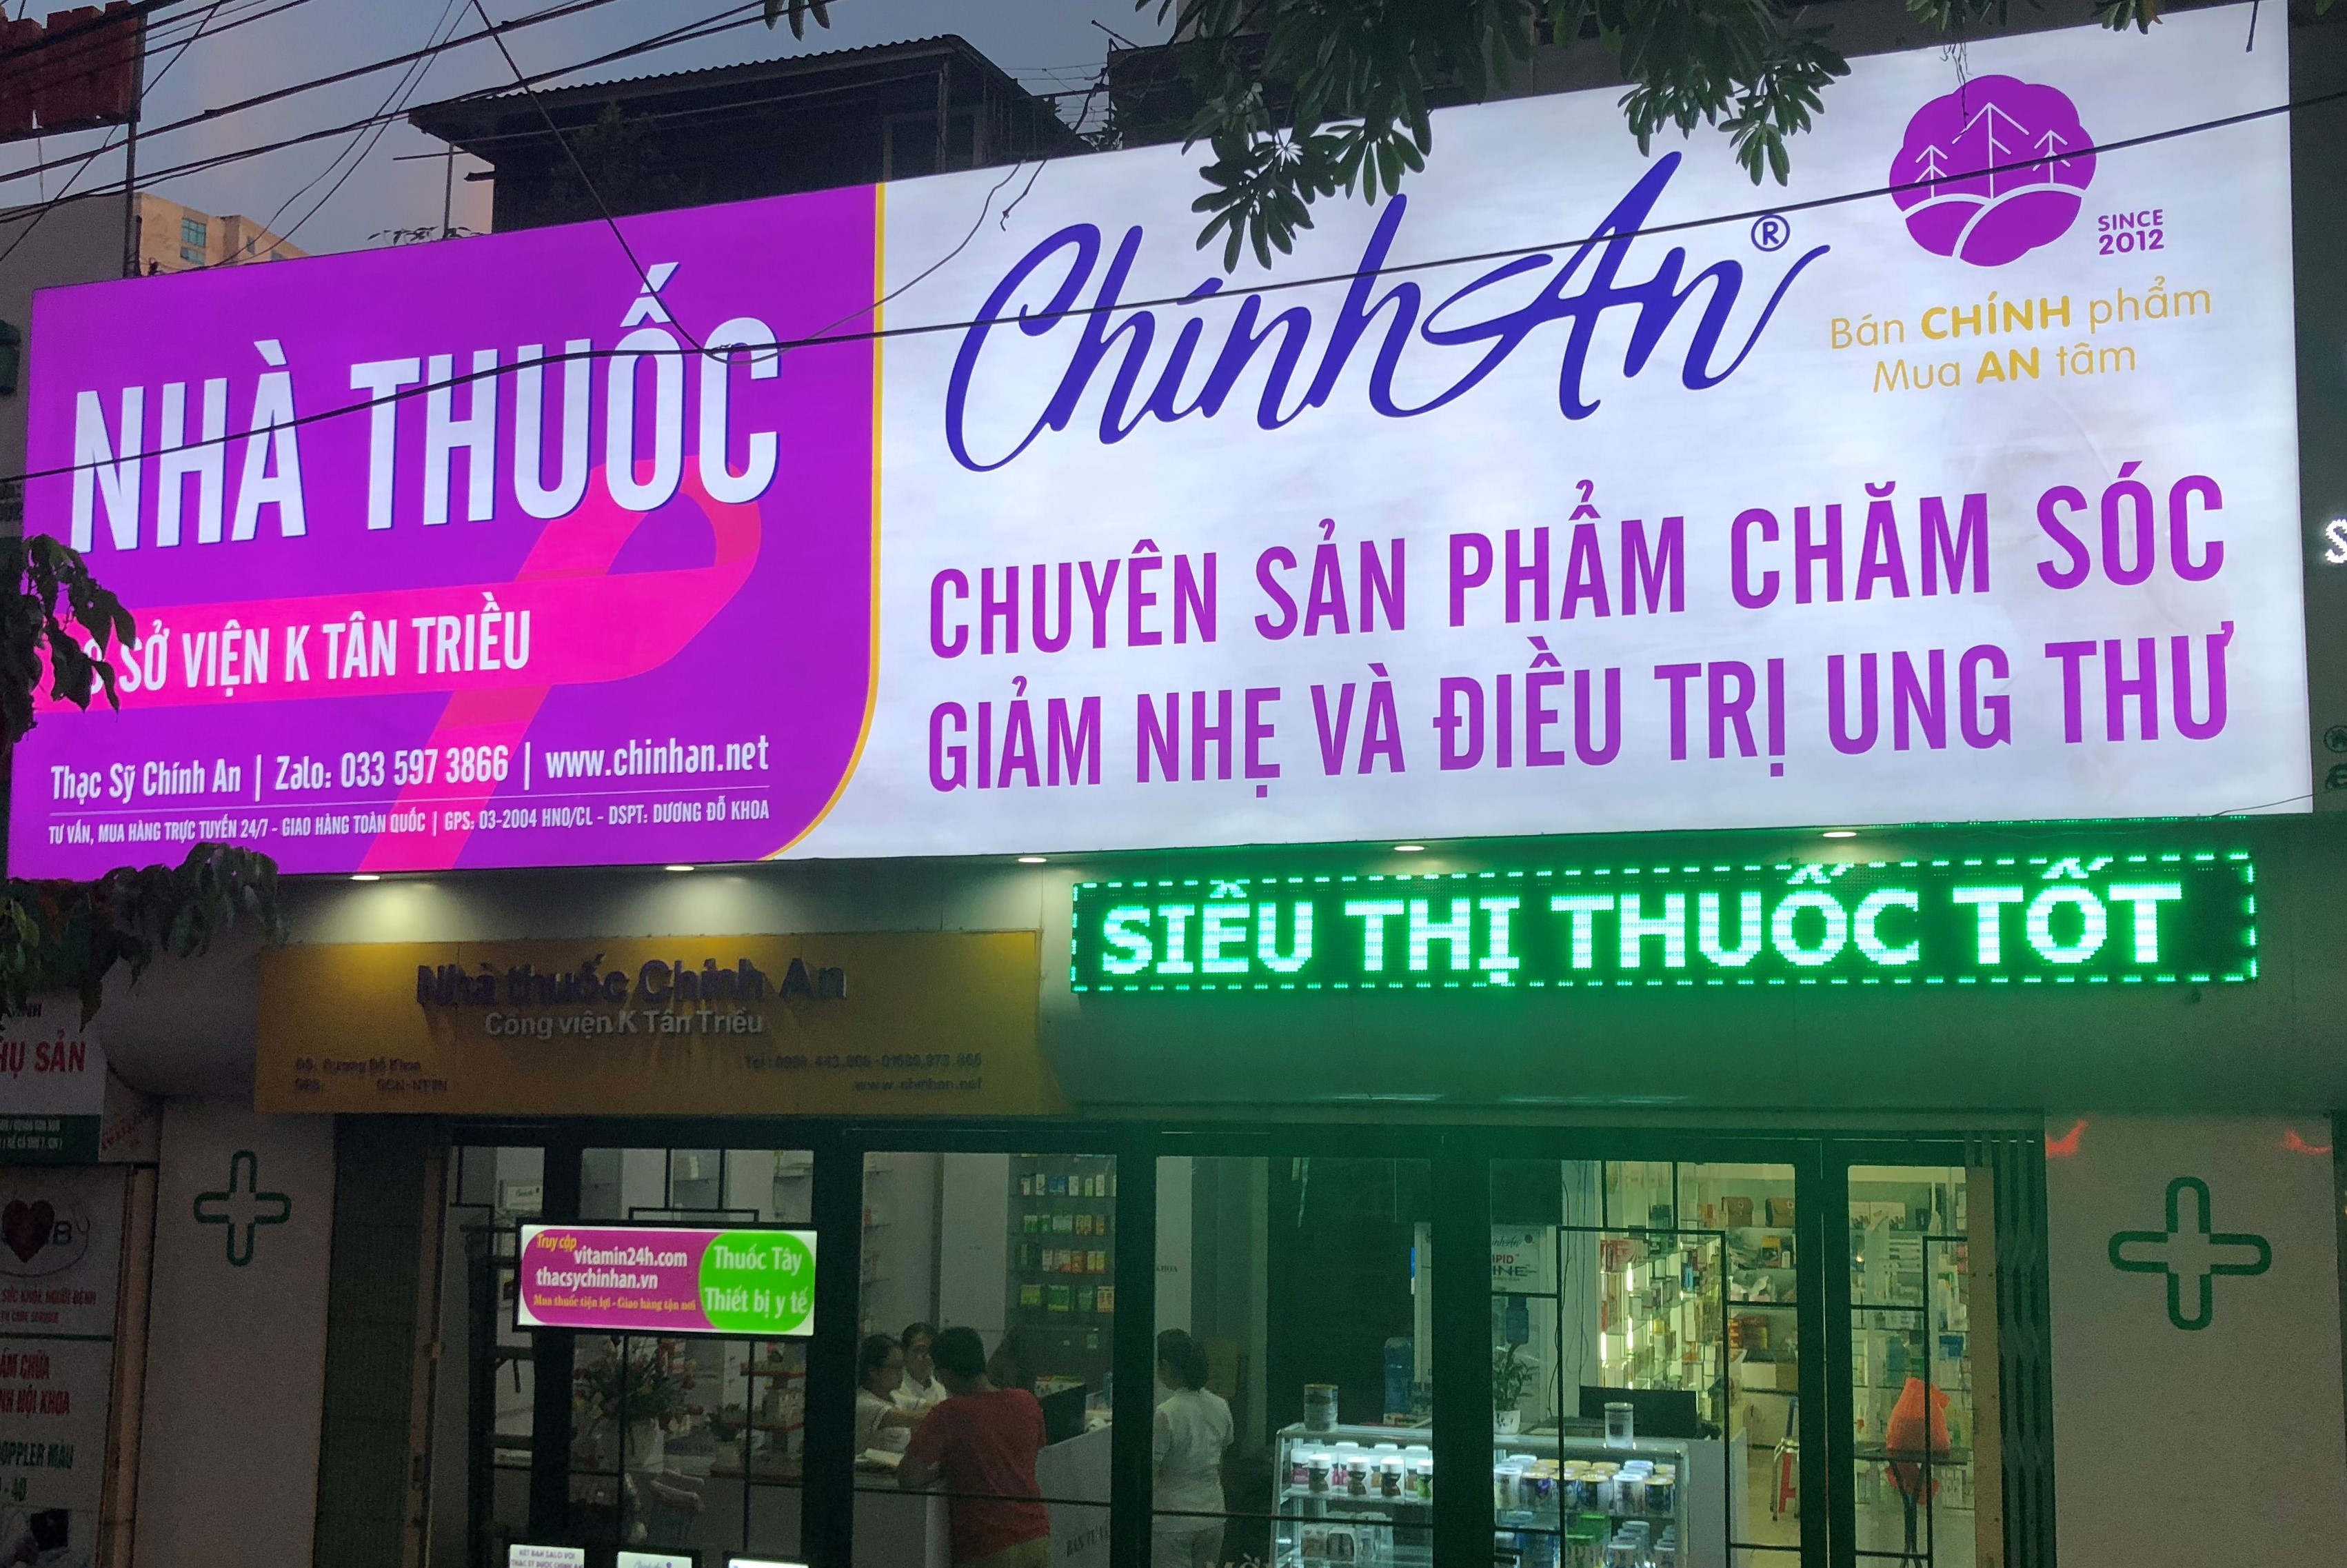 NHÀ THUỐC
SỞ VIỆN K TÂN TRIỀU
Thạc Sỹ Chính An | Zalo: 033 597 3866 | www.chinhan.net
TƯ VẤN, MUA HÀNG TRỰC TUYẾN 24/7 - GIAO HÀNG TOÀN QUỐC | GPS: 03-2004 HNO/CL - DSPT: DƯƠNG ĐỖ KHOA
Chính An ®
SINCE
2012
Bán CHÍNH phẩm
Mua AN tâm
CHUYÊN SẢN PHẨM CHĂM SÓC
GIẢM NHẸ VÀ ĐIỀU TRỊ UNG THƯ
SIÊU THỊ THUỐC TỐT
Nhà thuốc Chính An
Cổng viện K Tân Triều
www.chinhan.net
SẢN
Truy cập
vitamin24h.com
thacsychinhan.vn
Mua thuốc tiện lợi - Giao hàng tận nơi
Thuốc Tây
Thiết bị y tế
NỘI KHOA